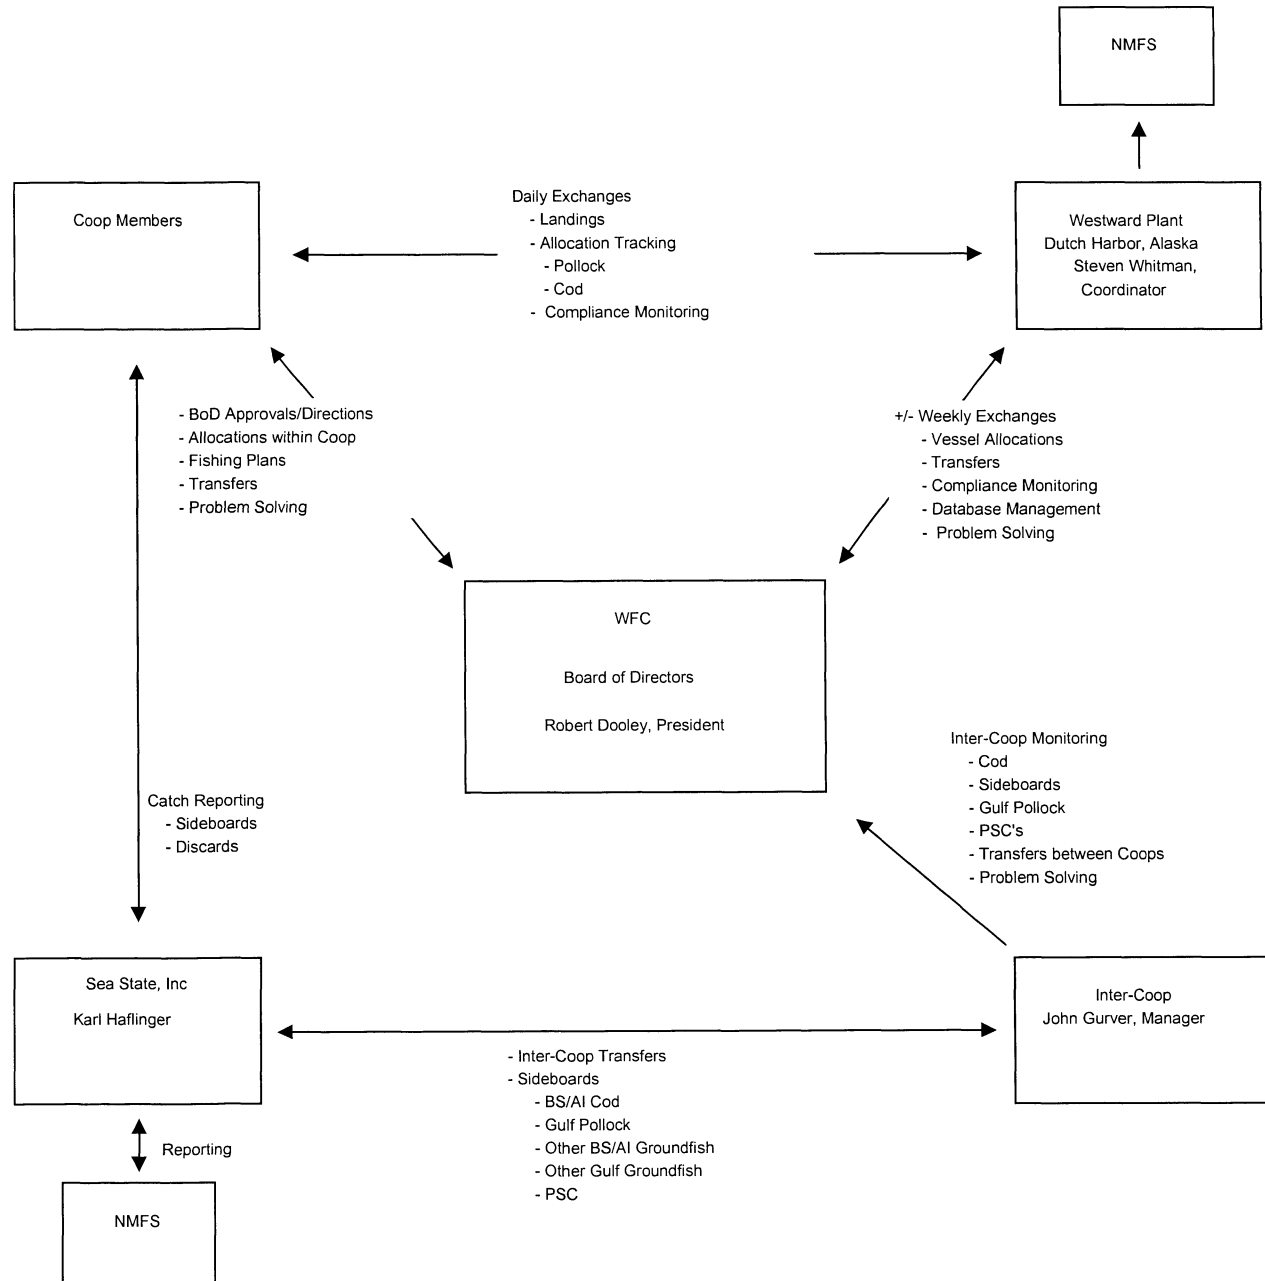 NMFS
Coop Members
Daily Exchanges
- Landings
- Allocation Tracking
- Pollock
- Cod
- Compliance Monitoring
Westward Plant
Dutch Harbor, Alaska
Steven Whitman,
Coordinator
- BoD Approvals/Directions
- Allocations within Coop
- Fishing Plans
- Transfers
- Problem Solving
+/- Weekly Exchanges
- Vessel Allocations
- Transfers
- Compliance Monitoring
- Database Management
- Problem Solving
WFC
Board of Directors
Robert Dooley, President
Inter-Coop Monitoring
- Cod
- Sideboards
- Gulf Pollock
- PSC's
- Transfers between Coops
- Problem Solving
Catch Reporting
- Sideboards
- Discards
Sea State, Inc
Karl Haflinger
Inter-Coop
John Gurver, Manager
- Inter-Coop Transfers
- Sideboards
- BS/AI Cod
- Gulf Pollock
- Other BS/AI Groundfish
- Other Gulf Groundfish
- PSC
Reporting
NMFS